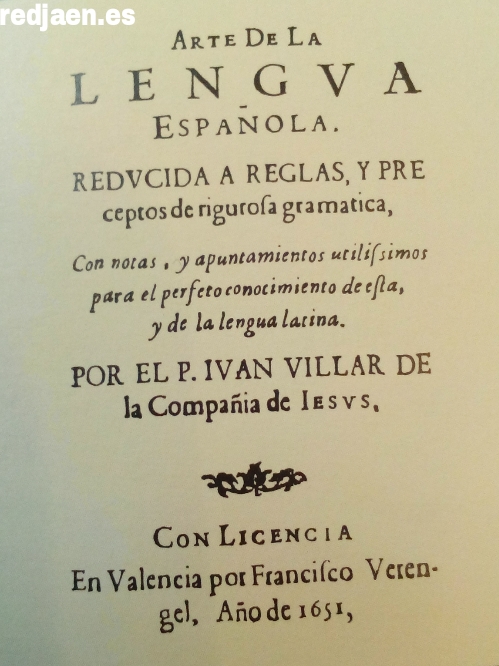 redjaen.es
ARTE DE LA
LENGVA
ESPAÑOLA.
REDVCIDA A REGLAS, Y PRE
ceptos de riguroſa gramatica,
Con notas, y apuntamientos utiliſsimos
para el perfeto conocimiento de eſta,
y de la lengua latina.
POR EL P. IVAN VILLAR DE
la Compañia de IESVS,
CON LICENCIA
En Valencia por Franciſco Veren-
gel, Año de 1651,